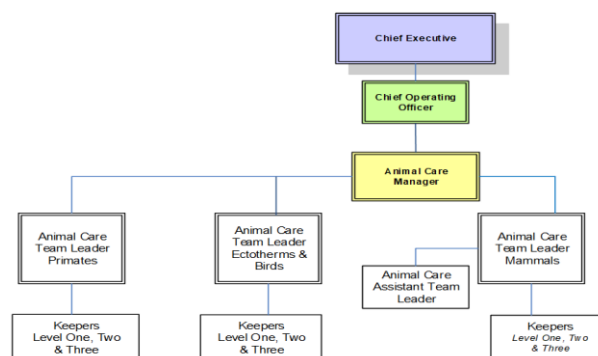 Chief Executive
Chief Operating
Officer
Animal Care
Manager
Animal Care
Team Leader
Primates
Animal Care
Team Leader
Ectotherms &
Birds
Animal Care
Team Leader
Mammals
Animal Care
Assistant Team
Leader
Keepers
Level One, Two
& Three
Keepers
Level One, Two
& Three
Keepers
Level One, Two
& Three